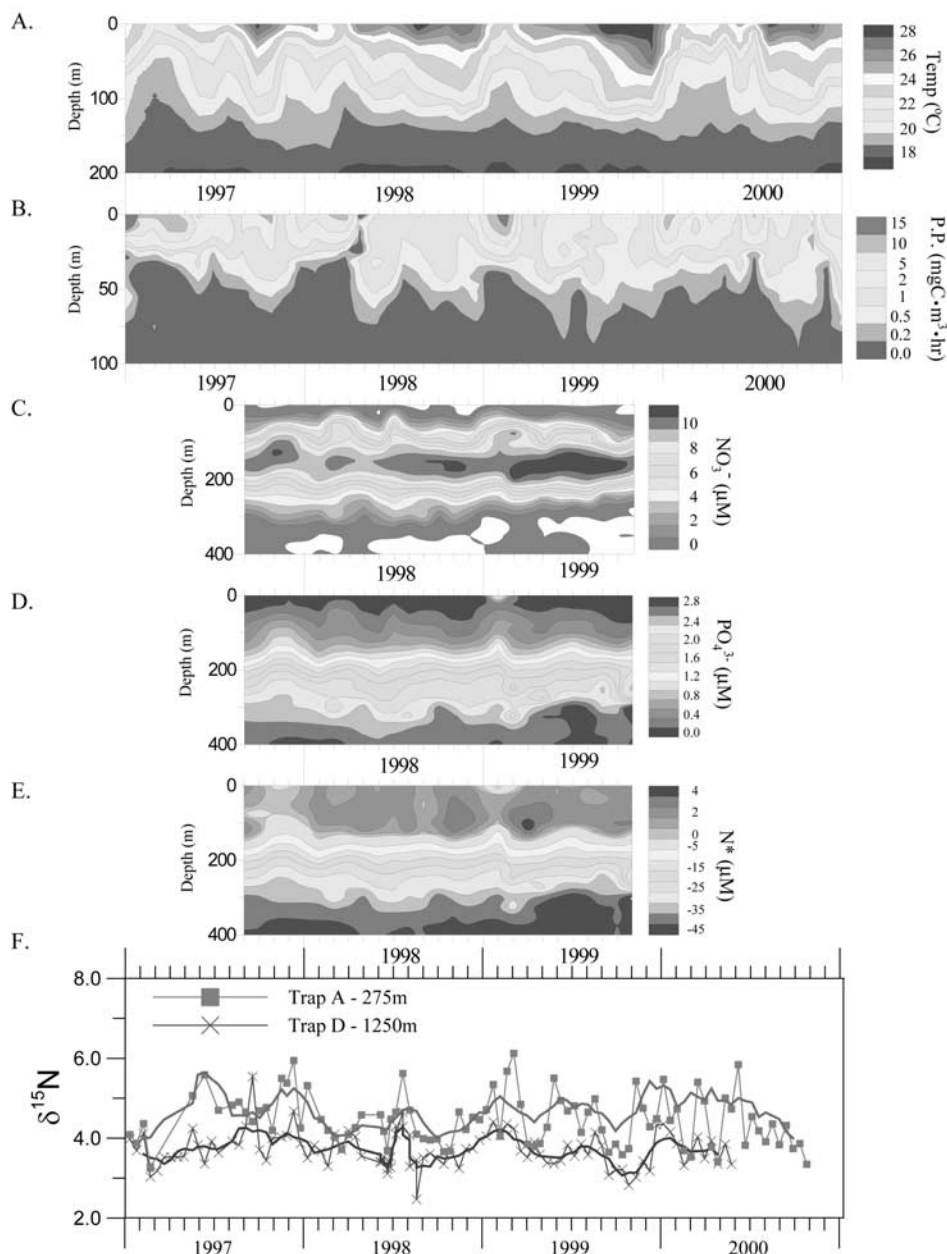 A.
0
100
200
Depth (m)
1997 1998 1999 2000
28
26
24
22
20
18
Temp (°C)
B.
0
50
100
Depth (m)
1997 1998 1999 2000
15
10
5
2
1
0.5
0.2
0.0
P.P. (mgC•m³•hr)
C.
0
200
400
Depth (m)
1998 1999
10
8
6
4
2
0
NO₃⁻ (μM)
D.
0
200
400
Depth (m)
1998 1999
2.8
2.4
2.0
1.6
1.2
0.8
0.4
0.0
PO₄³⁻ (μM)
E.
0
200
400
Depth (m)
1998 1999
4
2
0
-5
-15
-25
-35
-45
N* (μM)
F.
8.0
6.0
4.0
2.0
δ¹⁵N
Trap A - 275m
Trap D - 1250m
1997 1998 1999 2000